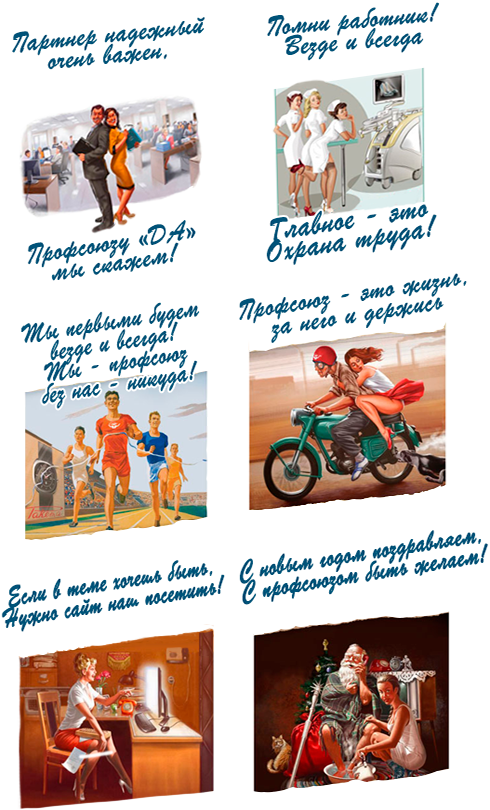 Партнер надежный
очень важен,
Профсоюзу «ДА»
мы скажем!
Помни работник!
Везде и всегда
Главное - это
Охрана труда!
Ты первыми будем
везде и всегда!
Ты - профсоюз
без нас - никуда!
Профсоюз - это жизнь,
за него и держись
Если в теме хочешь быть,
Нужно сайт наш посетить!
С новым годом поздравляем,
С профсоюзом быть желаем!